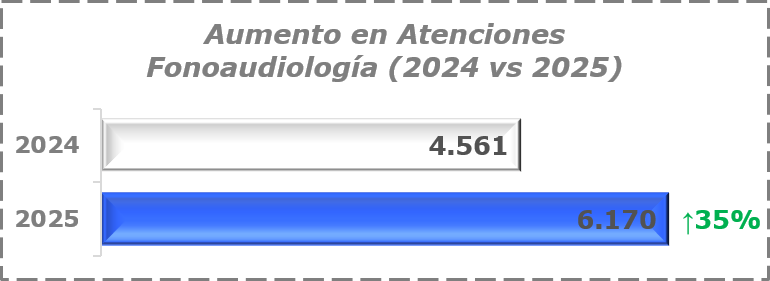 Aumento en Atenciones
Fonoaudiología (2024 vs 2025)
2024 4.561
2025 6.170 ↑35%